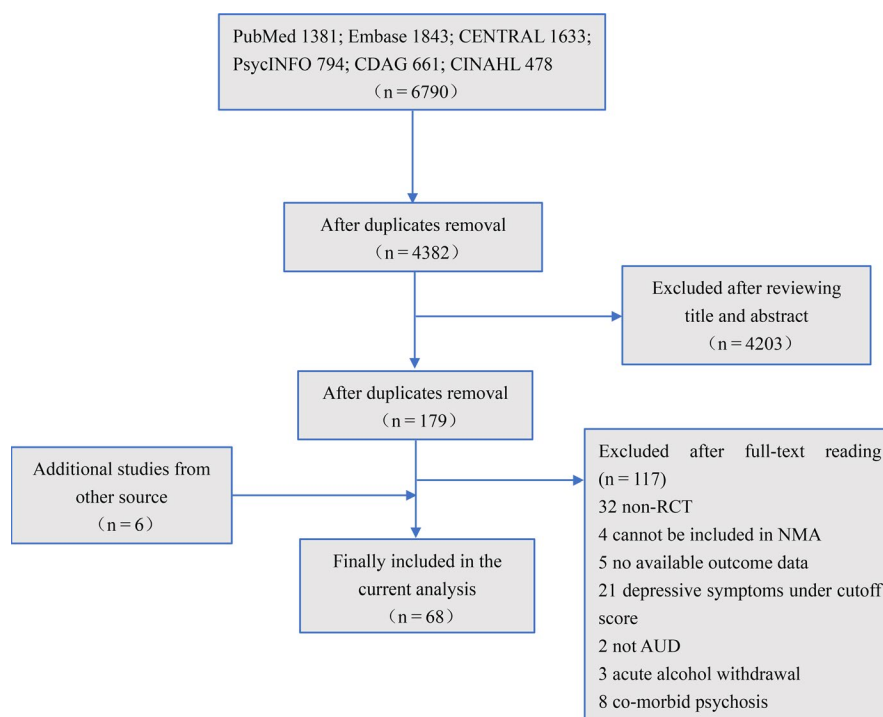 PubMed 1381; Embase 1843; CENTRAL 1633;
PsycINFO 794; CDAG 661; CINAHL 478
（n = 6790）
After duplicates removal
（n = 4382）
Excluded after reviewing
title and abstract
（n = 4203）
After duplicates removal
（n = 179）
Additional studies from
other source
（n = 6）
Excluded after full-text reading
(n = 117)
32 non-RCT
4 cannot be included in NMA
5 no available outcome data
21 depressive symptoms under cutoff
score
2 not AUD
3 acute alcohol withdrawal
8 co-morbid psychosis
Finally included in the
current analysis
（n = 68）